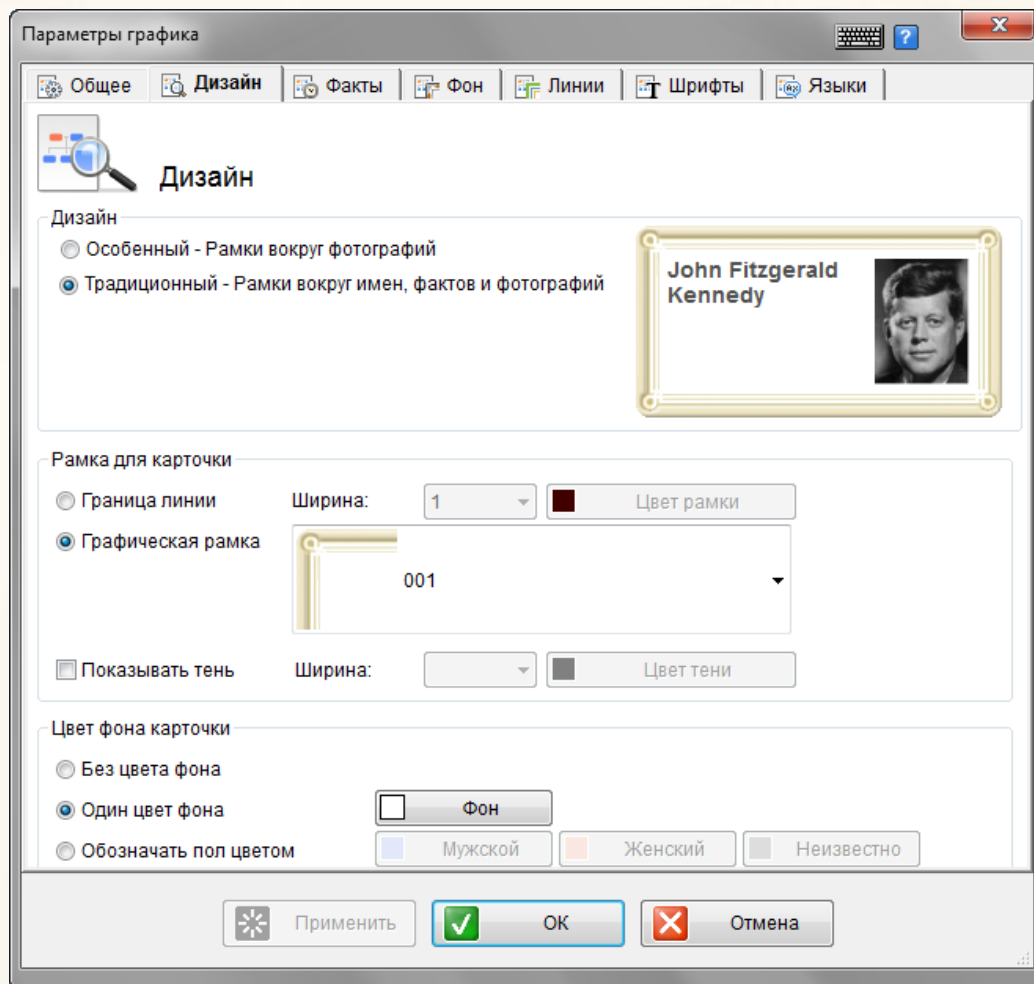 Параметры графика
?
Общее Дизайн Факты Фон Линии Шрифты Языки
Дизайн
Дизайн
Особенный - Рамки вокруг фотографий
Традиционный - Рамки вокруг имен, фактов и фотографий
John Fitzgerald
Kennedy
Рамка для карточки
Граница линии Ширина: 1 Цвет рамки
Графическая рамка 001
Показывать тень Ширина: Цвет тени
Цвет фона карточки
Без цвета фона
Один цвет фона Фон
Обозначать пол цветом Мужской Женский Неизвестно
Применить ОК Отмена